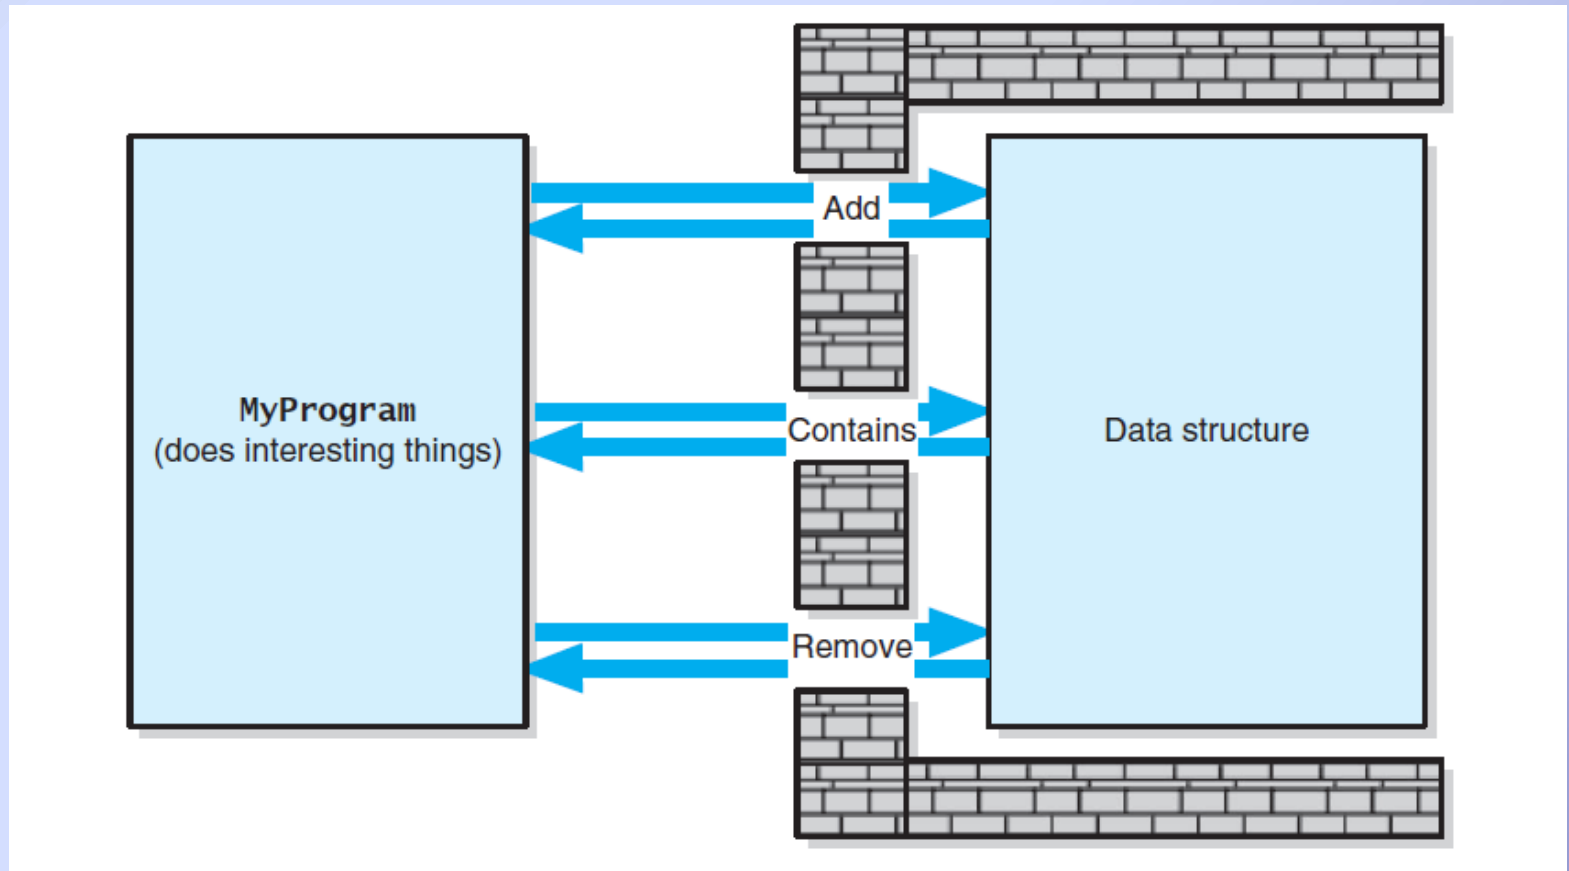 Add
MyProgram
(does interesting things)
Contains
Data structure
Remove